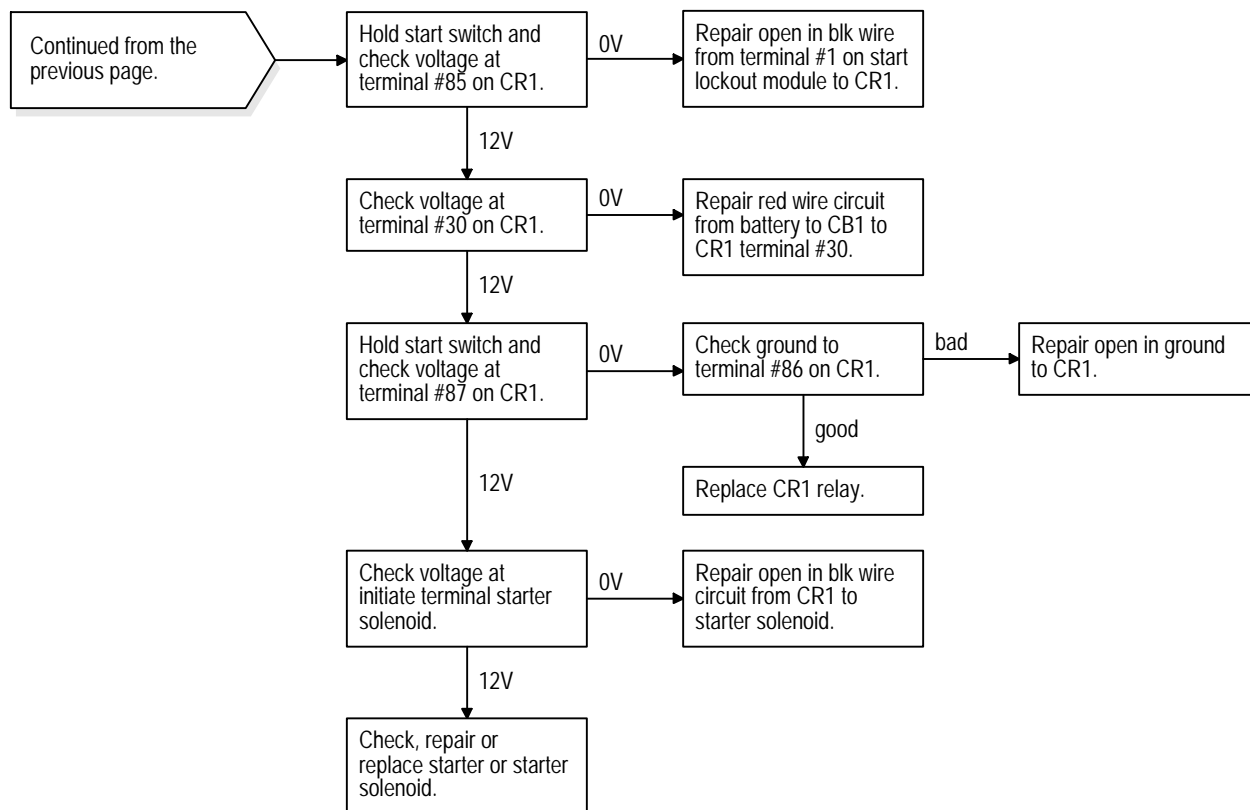 Continued from the
previous page.
Hold start switch and
check voltage at
terminal #85 on CR1.
0V
Repair open in blk wire
from terminal #1 on start
lockout module to CR1.
12V
Check voltage at
terminal #30 on CR1.
0V
Repair red wire circuit
from battery to CB1 to
CR1 terminal #30.
12V
Hold start switch and
check voltage at
terminal #87 on CR1.
0V
Check ground to
terminal #86 on CR1.
bad
Repair open in ground
to CR1.
good
Replace CR1 relay.
12V
Check voltage at
initiate terminal starter
solenoid.
0V
Repair open in blk wire
circuit from CR1 to
starter solenoid.
12V
Check, repair or
replace starter or starter
solenoid.